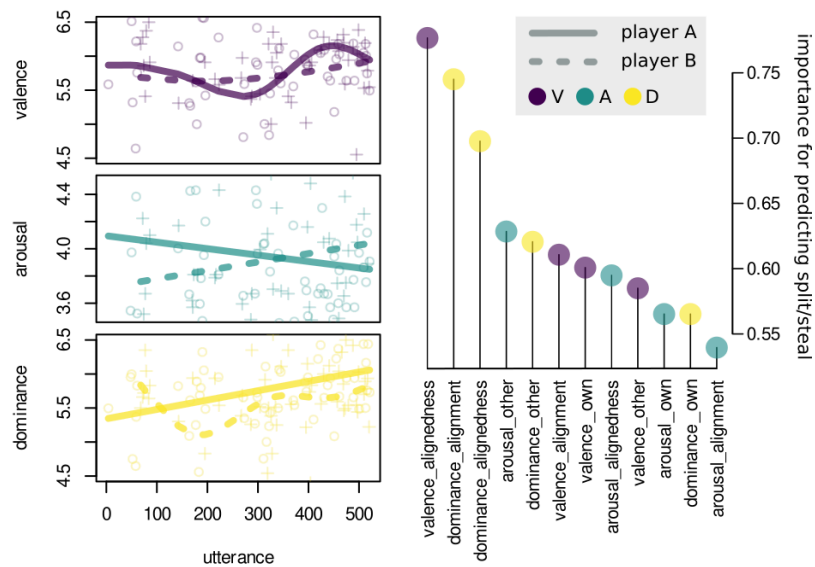 valence
6.5
5.5
4.5
arousal
4.4
4.0
3.6
dominance
6.5
5.5
4.5
0
100
200
300
400
500
utterance
player A
player B
V A D
importance for predicting split/steal
0.75
0.70
0.65
0.60
0.55
valence_alignedness
dominance_alignment
dominance_alignedness
arousal_other
dominance_other
valence_alignment
valence_own
arousal_alignedness
valence_other
arousal_own
dominance_own
arousal_alignment